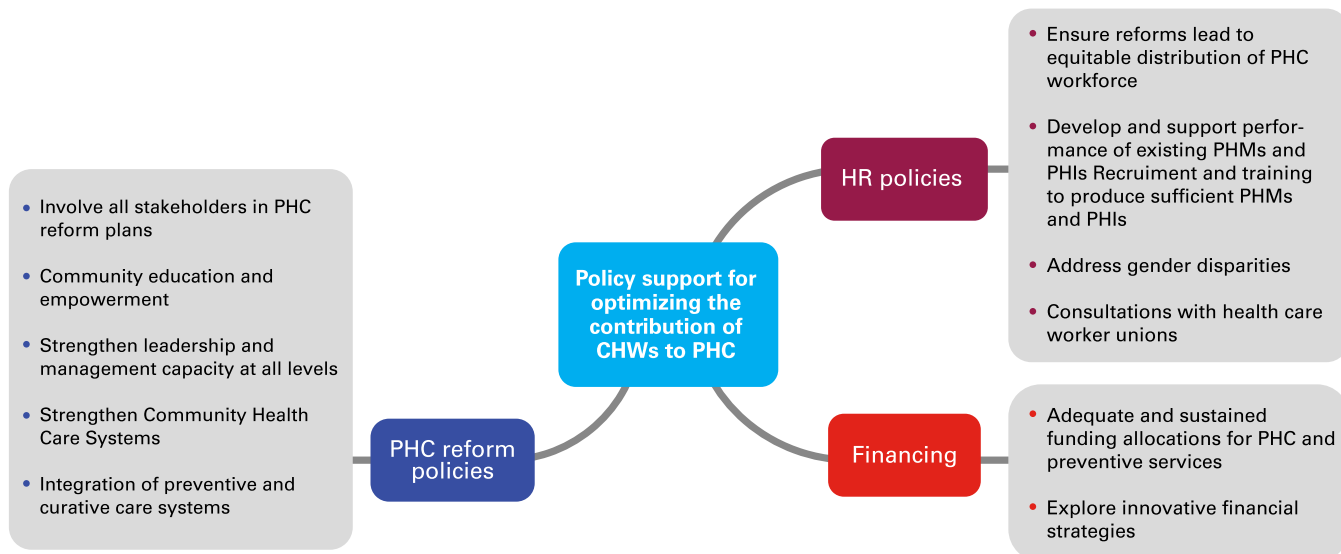 Policy support for
optimizing the
contribution of
CHWs to PHC
HR policies
Ensure reforms lead to
equitable distribution of PHC
workforce
Develop and support perfor-
mance of existing PHMs and
PHIs Recruiment and training
to produce sufficient PHMs
and PHIs
Address gender disparities
Consultations with health care
worker unions
Financing
Adequate and sustained
funding allocations for PHC and
preventive services
Explore innovative financial
strategies
PHC reform
policies
Involve all stakeholders in PHC
reform plans
Community education and
empowerment
Strengthen leadership and
management capacity at all levels
Strengthen Community Health
Care Systems
Integration of preventive and
curative care systems